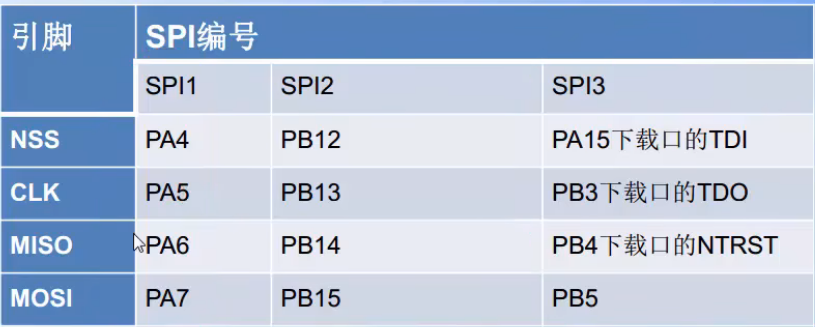 引脚 SPI编号
SPI1 SPI2 SPI3
NSS PA4 PB12 PA15下载口的TDI
CLK PA5 PB13 PB3下载口的TDO
MISO PA6 PB14 PB4下载口的NTRST
MOSI PA7 PB15 PB5